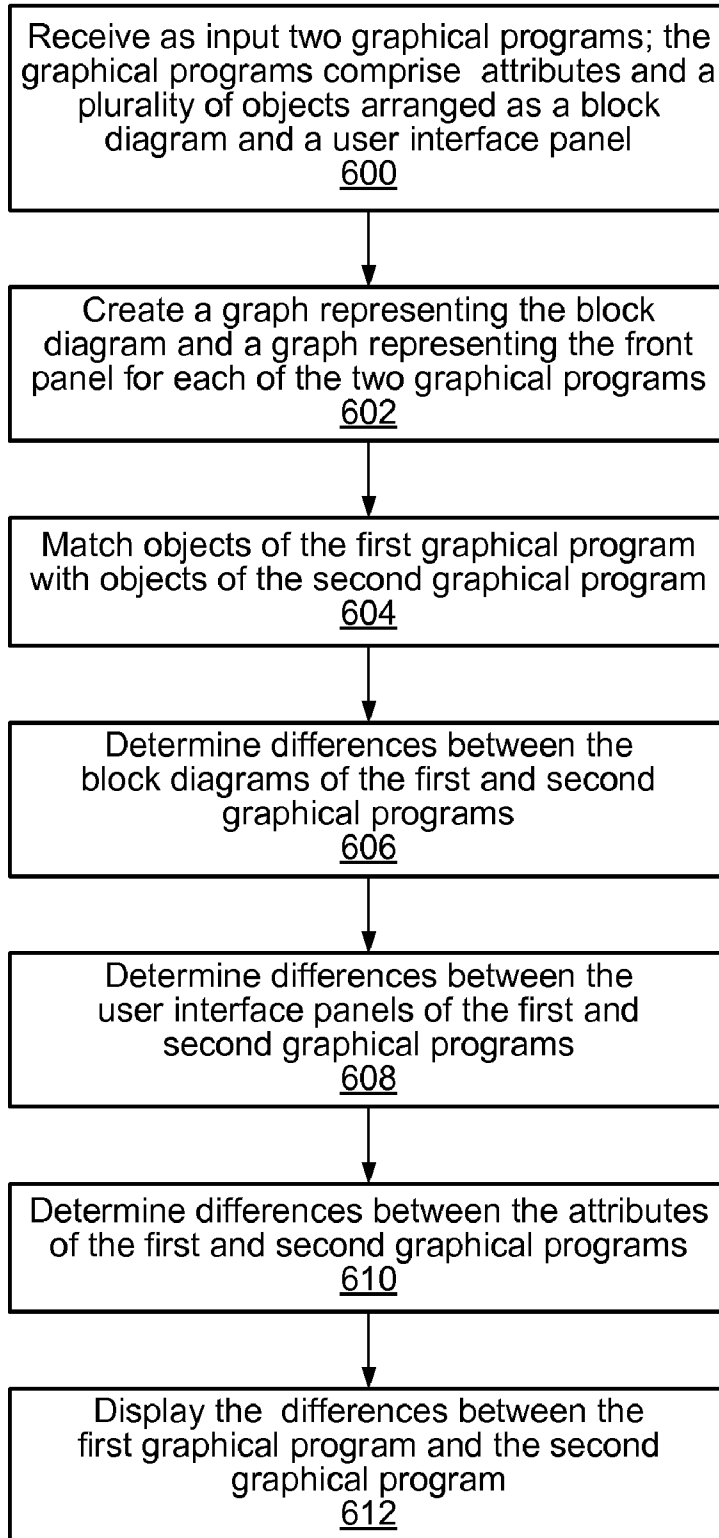 Receive as input two graphical programs; the
graphical programs comprise attributes and a
plurality of objects arranged as a block
diagram and a user interface panel
600
Create a graph representing the block
diagram and a graph representing the front
panel for each of the two graphical programs
602
Match objects of the first graphical program
with objects of the second graphical program
604
Determine differences between the
block diagrams of the first and second
graphical programs
606
Determine differences between the
user interface panels of the first and
second graphical programs
608
Determine differences between the attributes
of the first and second graphical programs
610
Display the differences between the
first graphical program and the second
graphical program
612